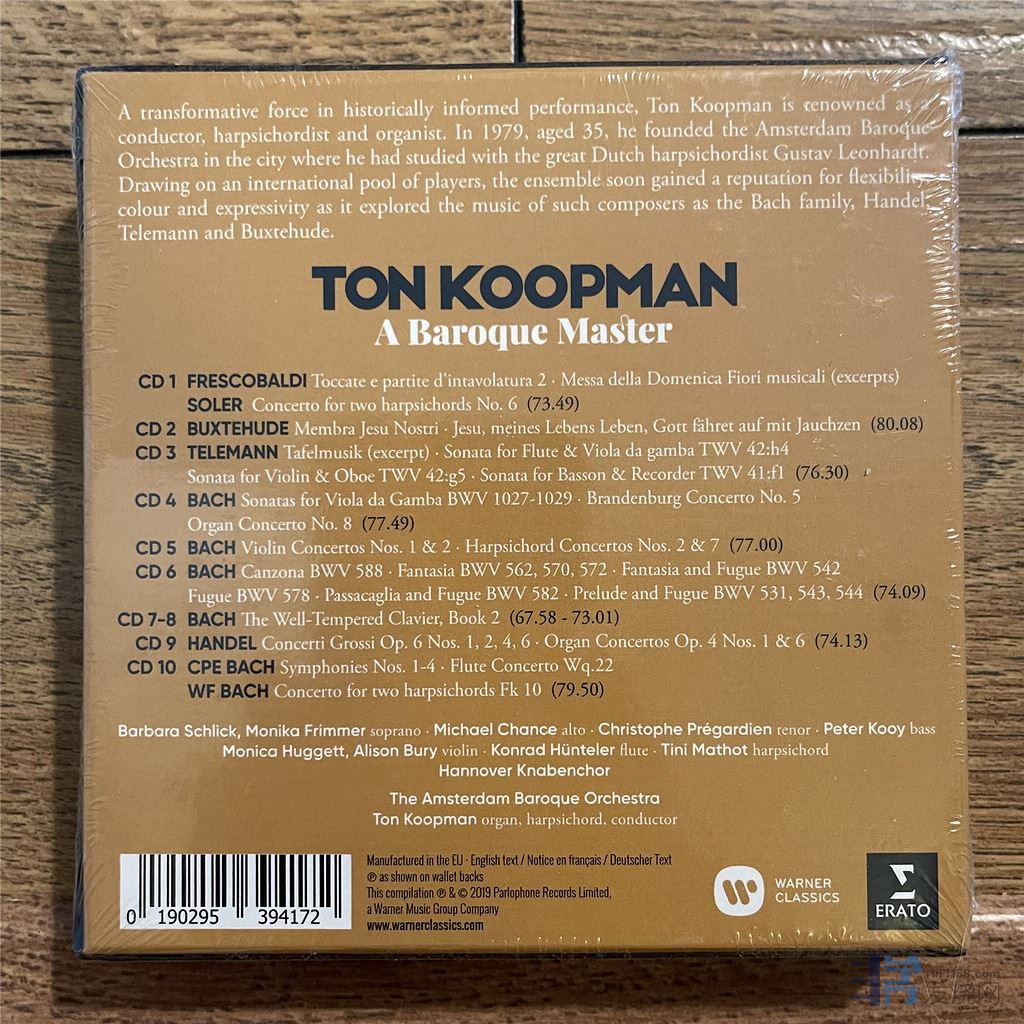 A transformative force in historically informed performance, Ton Koopman is renowned as a
conductor, harpsichordist and organist. In 1979, aged 35, he founded the Amsterdam Baroque
Orchestra in the city where he had studied with the great Dutch harpsichordist Gustav Leonhardt.
Drawing on an international pool of players, the ensemble soon gained a reputation for flexibility,
colour and expressivity as it explored the music of such composers as the Bach family, Handel,
Telemann and Buxtehude.
TON KOOPMAN
A Baroque Master
CD 1 FRESCOBALDI Toccate e partite d'intavolatura 2 · Messa della Domenica Fiori musicali (excerpts)
SOLER Concerto for two harpsichords No. 6 (73.49)
CD 2 BUXTEHUDE Membra Jesu Nostri · Jesu, meines Lebens Leben, Gott fähret auf mit Jauchzen (80.08)
CD 3 TELEMANN Tafelmusik (excerpt) · Sonata for Flute & Viola da gamba TWV 42:h4
Sonata for Violin & Oboe TWV 42:g5 · Sonata for Basson & Recorder TWV 41:f1 (76.30)
CD 4 BACH Sonatas for Viola da Gamba BWV 1027-1029 · Brandenburg Concerto No. 5
Organ Concerto No. 8 (77.49)
CD 5 BACH Violin Concertos Nos. 1 & 2 · Harpsichord Concertos Nos. 2 & 7 (77.00)
CD 6 BACH Canzona BWV 588 · Fantasia BWV 562, 570, 572 · Fantasia and Fugue BWV 542
Fugue BWV 578 · Passacaglia and Fugue BWV 582 · Prelude and Fugue BWV 531, 543, 544 (74.09)
CD 7-8 BACH The Well-Tempered Clavier, Book 2 (67.58 - 73.01)
CD 9 HANDEL Concerti Grossi Op. 6 Nos. 1, 2, 4, 6 · Organ Concertos Op. 4 Nos. 1 & 6 (74.13)
CD 10 CPE BACH Symphonies Nos. 1-4 · Flute Concerto Wq.22
WF BACH Concerto for two harpsichords Fk 10 (79.50)
Barbara Schlick, Monika Frimmer soprano · Michael Chance alto · Christophe Prégardien tenor · Peter Kooy bass
Monica Huggett, Alison Bury violin · Konrad Hünteler flute · Tini Mathot harpsichord
Hannover Knabenchor
The Amsterdam Baroque Orchestra
Ton Koopman organ, harpsichord, conductor
Manufactured in the EU · English text / Notice en français / Deutscher Text
℗ as shown on wallet backs
This compilation ℗ & © 2019 Parlophone Records Limited,
a Warner Music Group Company
www.warnerclassics.com
0 190295 394172
WARNER
CLASSICS
ERATO
HIFI168.com
发烧网